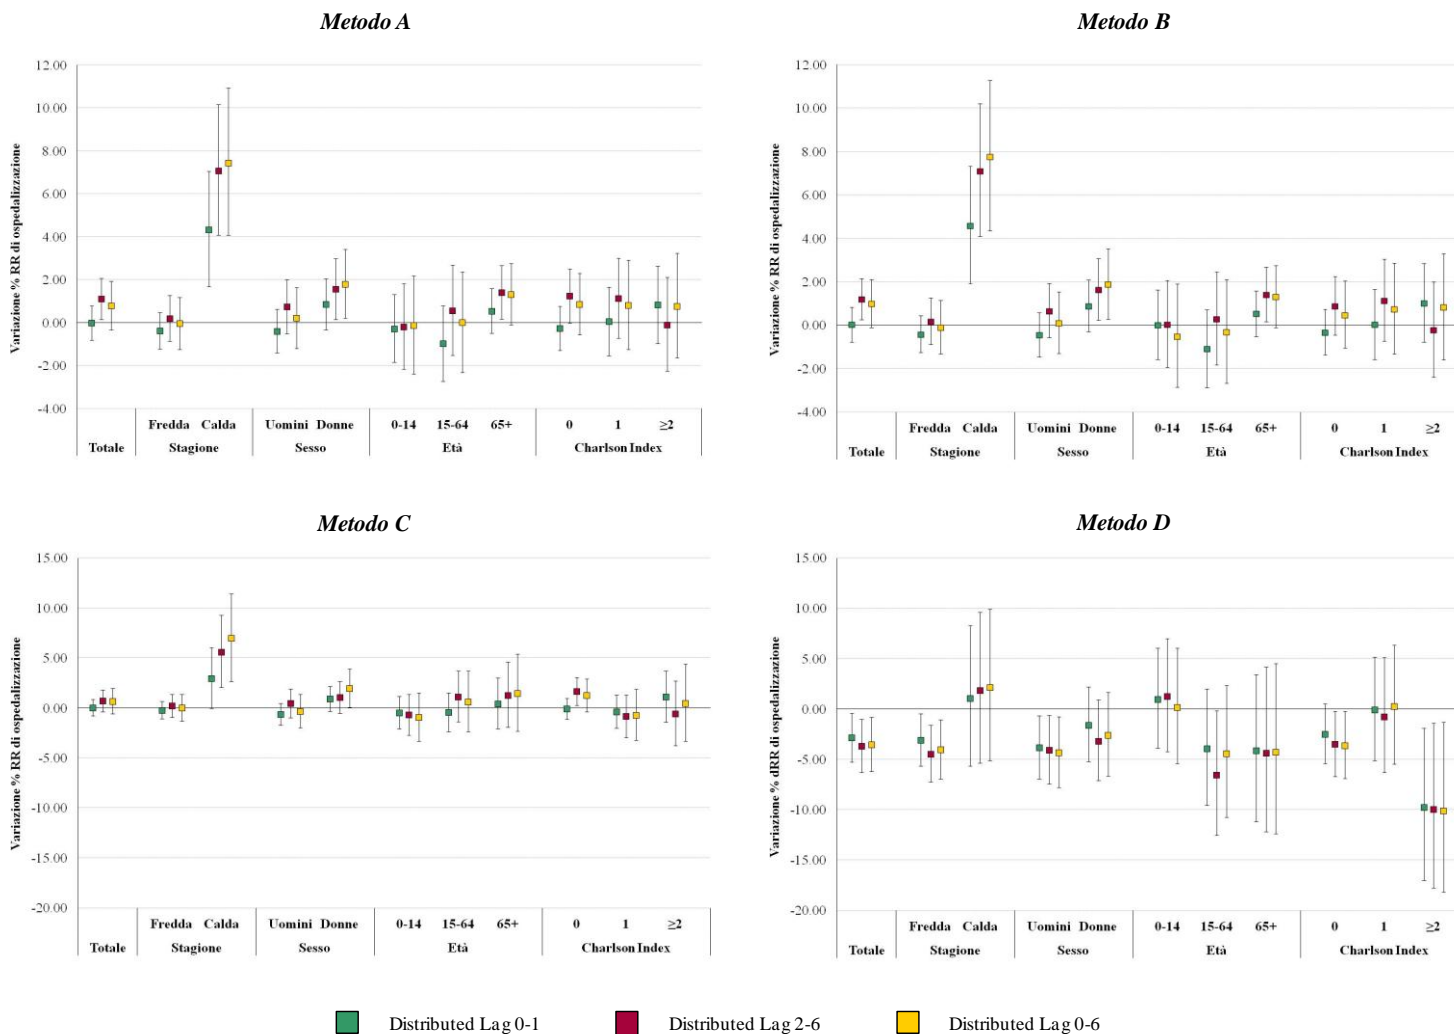 Metodo A
Variazione % RR di ospedalizzazione
12.00
10.00
8.00
6.00
4.00
2.00
0.00
-2.00
-4.00
Fredda Calda Uomini Donne 0-14 15-64 65+ 0 1 ≥2
Totale Stagione Sesso Età Charlson Index
Metodo B
Variazione % RR di ospedalizzazione
12.00
10.00
8.00
6.00
4.00
2.00
0.00
-2.00
-4.00
Fredda Calda Uomini Donne 0-14 15-64 65+ 0 1 ≥2
Totale Stagione Sesso Età Charlson Index
Metodo C
Variazione % RR di ospedalizzazione
15.00
10.00
5.00
0.00
-5.00
-10.00
-15.00
-20.00
Fredda Calda Uomini Donne 0-14 15-64 65+ 0 1 ≥2
Totale Stagione Sesso Età Charlson Index
Metodo D
Variazione % dRR di ospedalizzazione
15.00
10.00
5.00
0.00
-5.00
-10.00
-15.00
-20.00
Fredda Calda Uomini Donne 0-14 15-64 65+ 0 1 ≥2
Totale Stagione Sesso Età Charlson Index
Distributed Lag 0-1 Distributed Lag 2-6 Distributed Lag 0-6